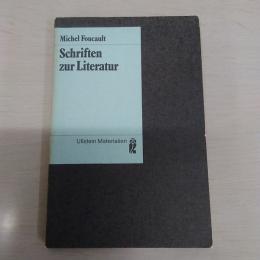 Michel Foucault
Schriften
zur Literatur
Ullstein Materialien